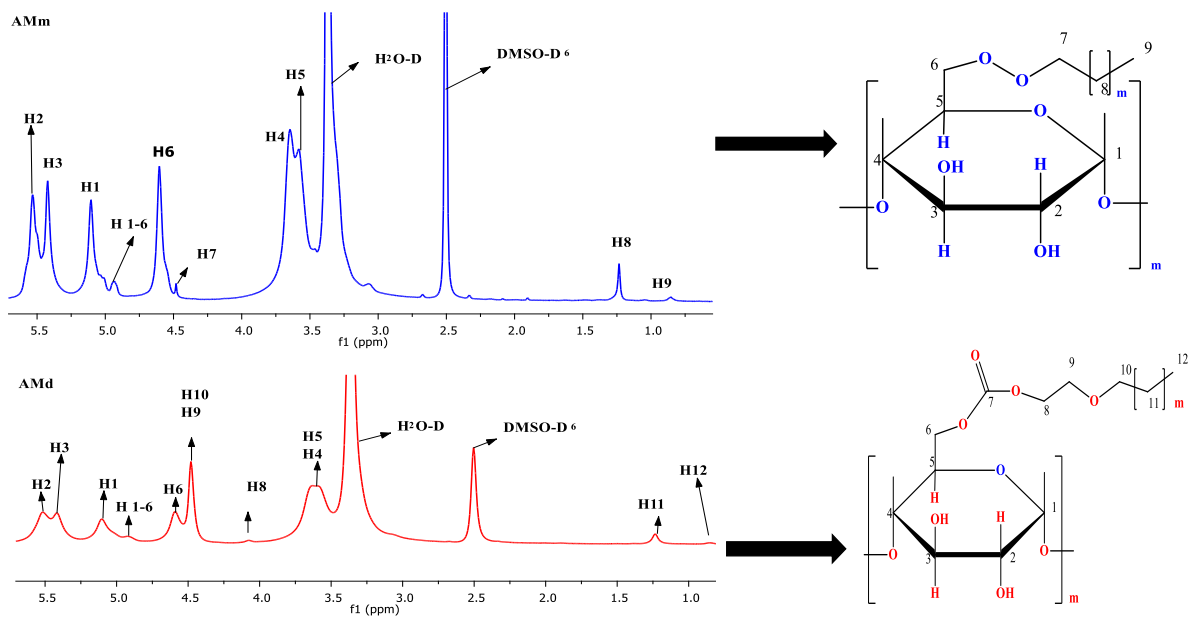 AMm
H2
H3
H1
H 1-6
H6
H7
H4
H5
H²O-D
DMSO-D ⁶
H8
H9
5.5 5.0 4.5 4.0 3.5 3.0 2.5 2.0 1.5 1.0
f1 (ppm)
7 9
6 O O
8 m
5 O
H
4 OH H 1
O 3 2 O
H OH
m
AMd
H2
H3
H1
H 1-6
H6
H10
H9
H8
H5
H4
H²O-D
DMSO-D ⁶
H11
H12
5.5 5.0 4.5 4.0 3.5 3.0 2.5 2.0 1.5 1.0
f1 (ppm)
O 9 10 12
7 O 8 O 11 m
6 O
5 O
H
4 OH H 1
O 3 2 O
H OH
m